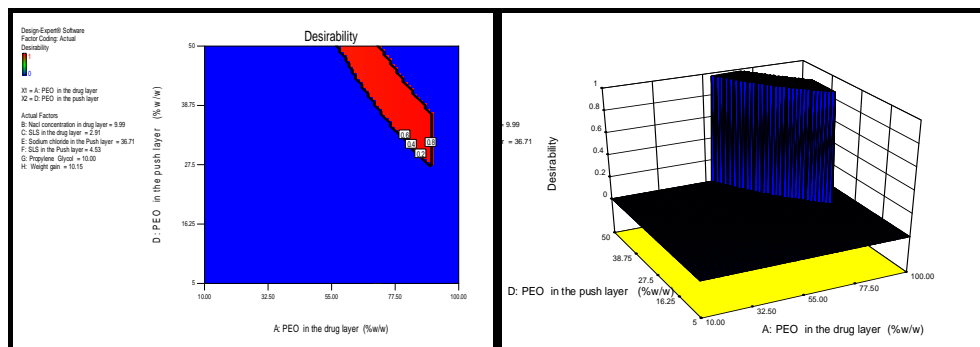 Design-Expert® Software
Factor Coding: Actual
Desirability
1
0
X1 = A: PEO in the drug layer
X2 = D: PEO in the push layer
Actual Factors
B: Nacl concentration in drug layer = 9.99
C: SLS in the drug layer = 2.91
E: Sodium chloride in the Push layer = 36.71
F: SLS in the Push layer = 4.53
G: Propylene Glycol = 10.00
H: Weight gain = 10.15
Desirability
50
38.75
27.5
16.25
5
D: PEO in the push layer (%w/w)
0.8
0.4
0.2
0.8
10.00
32.50
55.00
77.50
100.00
A: PEO in the drug layer (%w/w)
= 9.99
r = 36.71
1
0.8
0.6
0.4
0.2
0
Desirability
50
38.75
27.5
16.25
5
D: PEO in the push layer (%w/w)
10.00
32.50
55.00
77.50
100.00
A: PEO in the drug layer (%w/w)